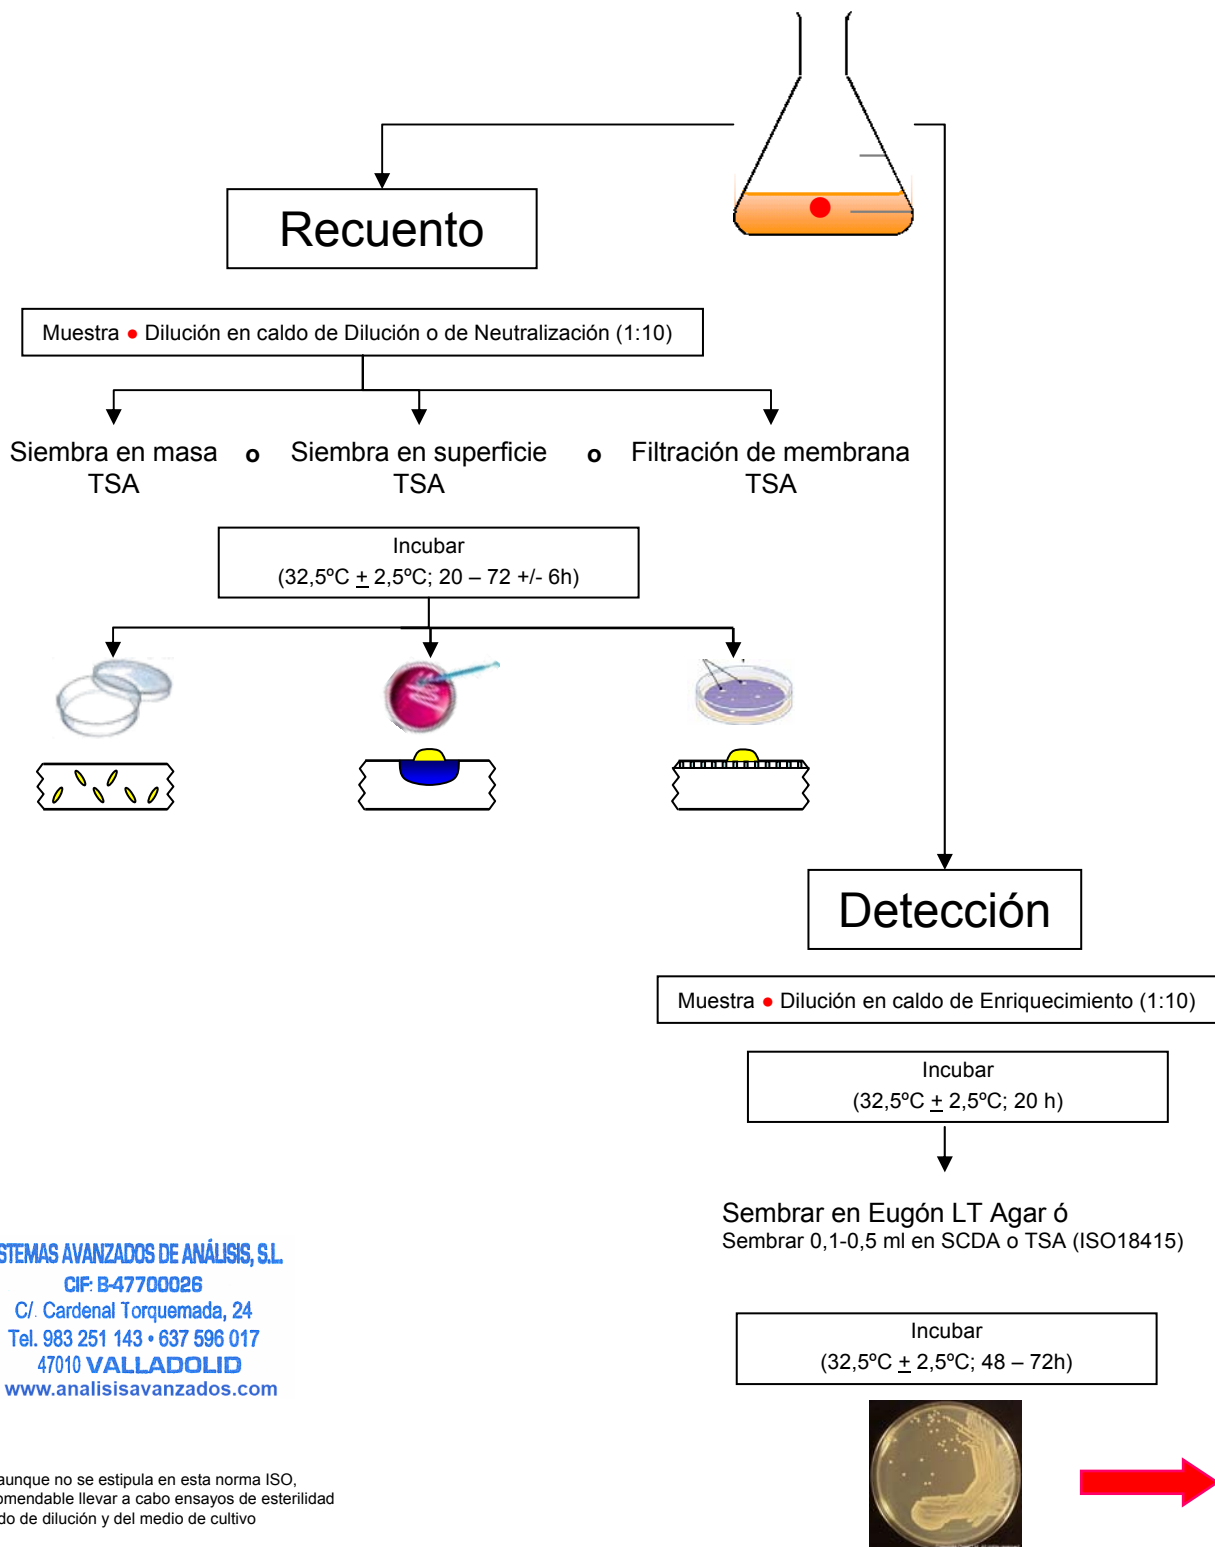 Recuento
Muestra ● Dilución en caldo de Dilución o de Neutralización (1:10)
Siembra en masa o Siembra en superficie o Filtración de membrana
TSA TSA TSA
Incubar
(32,5ºC ± 2,5ºC; 20 – 72 +/- 6h)
Detección
Muestra ● Dilución en caldo de Enriquecimiento (1:10)
Incubar
(32,5ºC ± 2,5ºC; 20 h)
Sembrar en Eugón LT Agar ó
Sembrar 0,1-0,5 ml en SCDA o TSA (ISO18415)
Incubar
(32,5ºC ± 2,5ºC; 48 – 72h)
STEMAS AVANZADOS DE ANÁLISIS, S.L.
CIF: B-47700026
C/. Cardenal Torquemada, 24
Tel. 983 251 143 • 637 596 017
47010 VALLADOLID
www.analisisavanzados.com
aunque no se estipula en esta norma ISO,
omendable llevar a cabo ensayos de esterilidad
do de dilución y del medio de cultivo